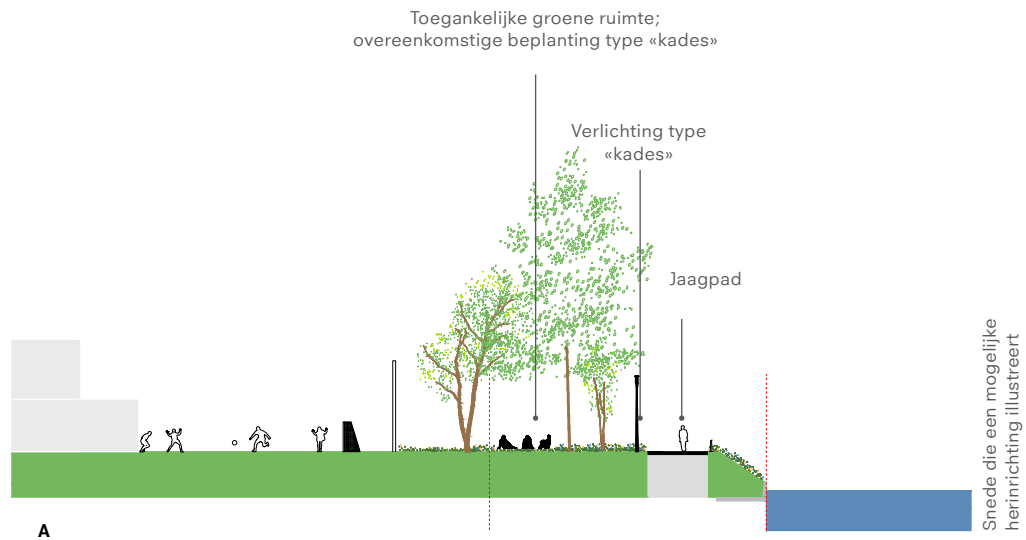 Toegankelijke groene ruimte;
overeenkomstige beplanting type «kades»
Verlichting type
«kades»
Jaagpad
Snede die een mogelijke
herinrichting illustreert
A